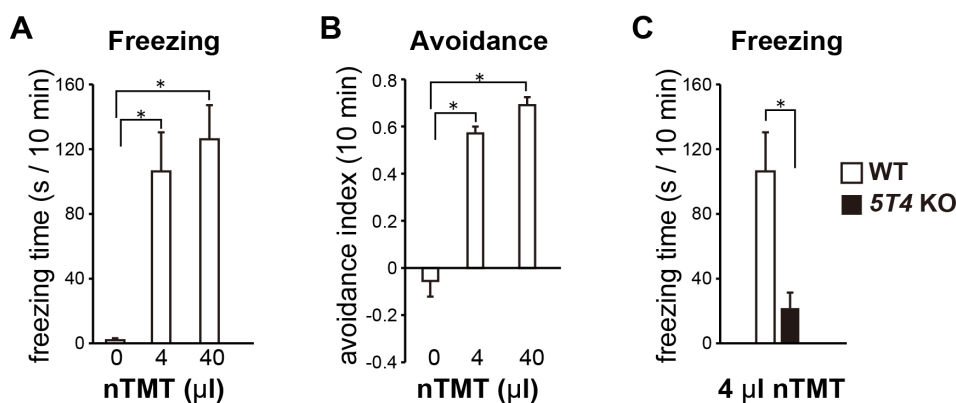 A
Freezing
freezing time (s / 10 min)
160
120
80
40
0
*
*
0 4 40
nTMT (µl)
B
Avoidance
avoidance index (10 min)
0.8
0.6
0.4
0.2
0
-0.2
-0.4
*
*
0 4 40
nTMT (µl)
C
Freezing
freezing time (s / 10 min)
160
120
80
40
0
*
4 µl nTMT
WT
5T4 KO